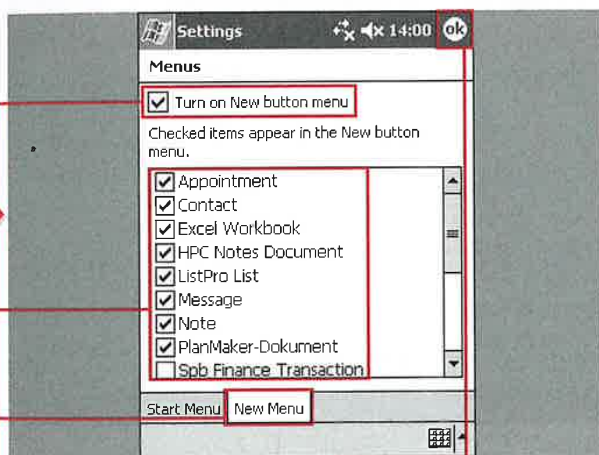 Settings 14:00 ok
Menus
Turn on New button menu
Checked items appear in the New button
menu.
Appointment
Contact
Excel Workbook
HPC Notes Document
ListPro List
Message
Note
PlanMaker-Dokument
Spb Finance Transaction
Start Menu New Menu